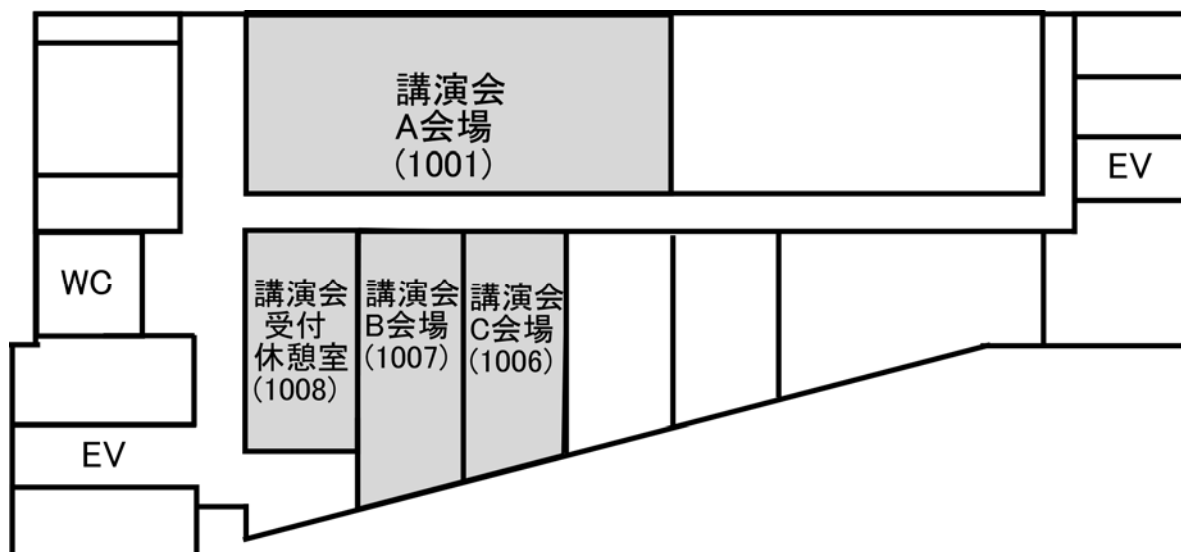 講演会
A会場
(1001)
EV
WC
講演会
受付
休憩室
(1008)
講演会
B会場
(1007)
講演会
C会場
(1006)
EV